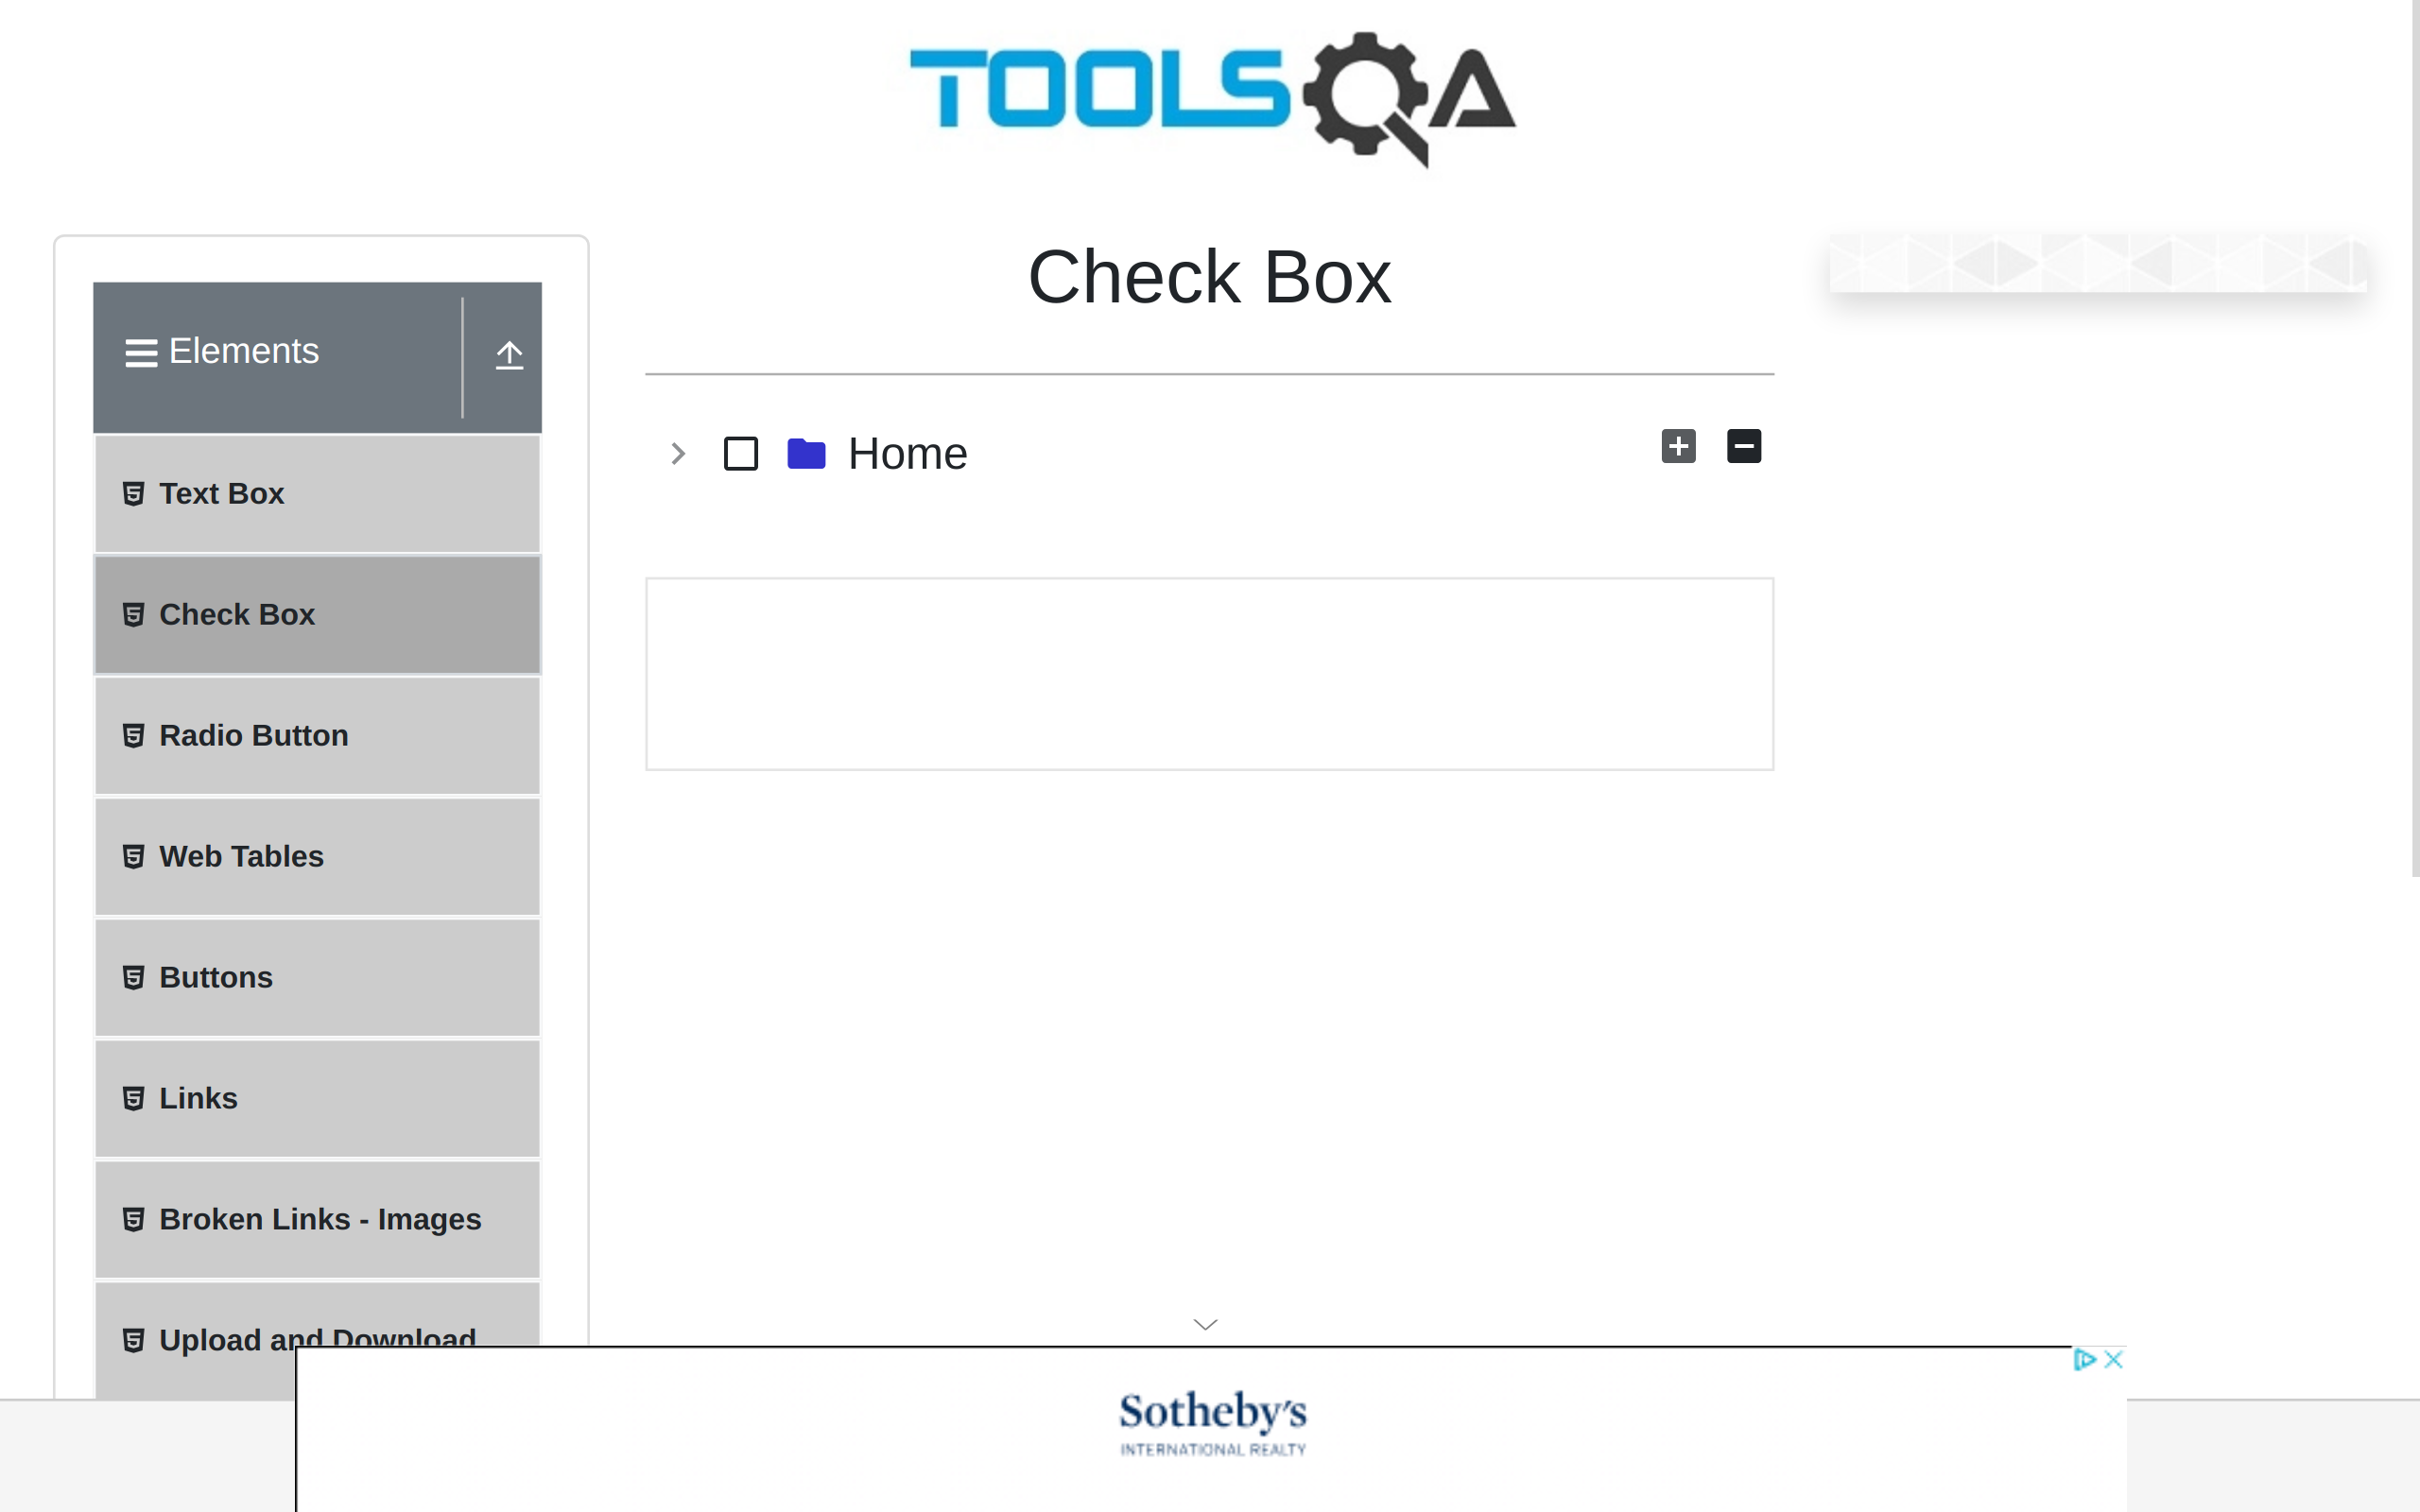 TOOLSQA
Check Box
Elements
Home
Text Box
Check Box
Radio Button
Web Tables
Buttons
Links
Broken Links - Images
Upload and Download
Sotheby's
INTERNATIONAL REALTY